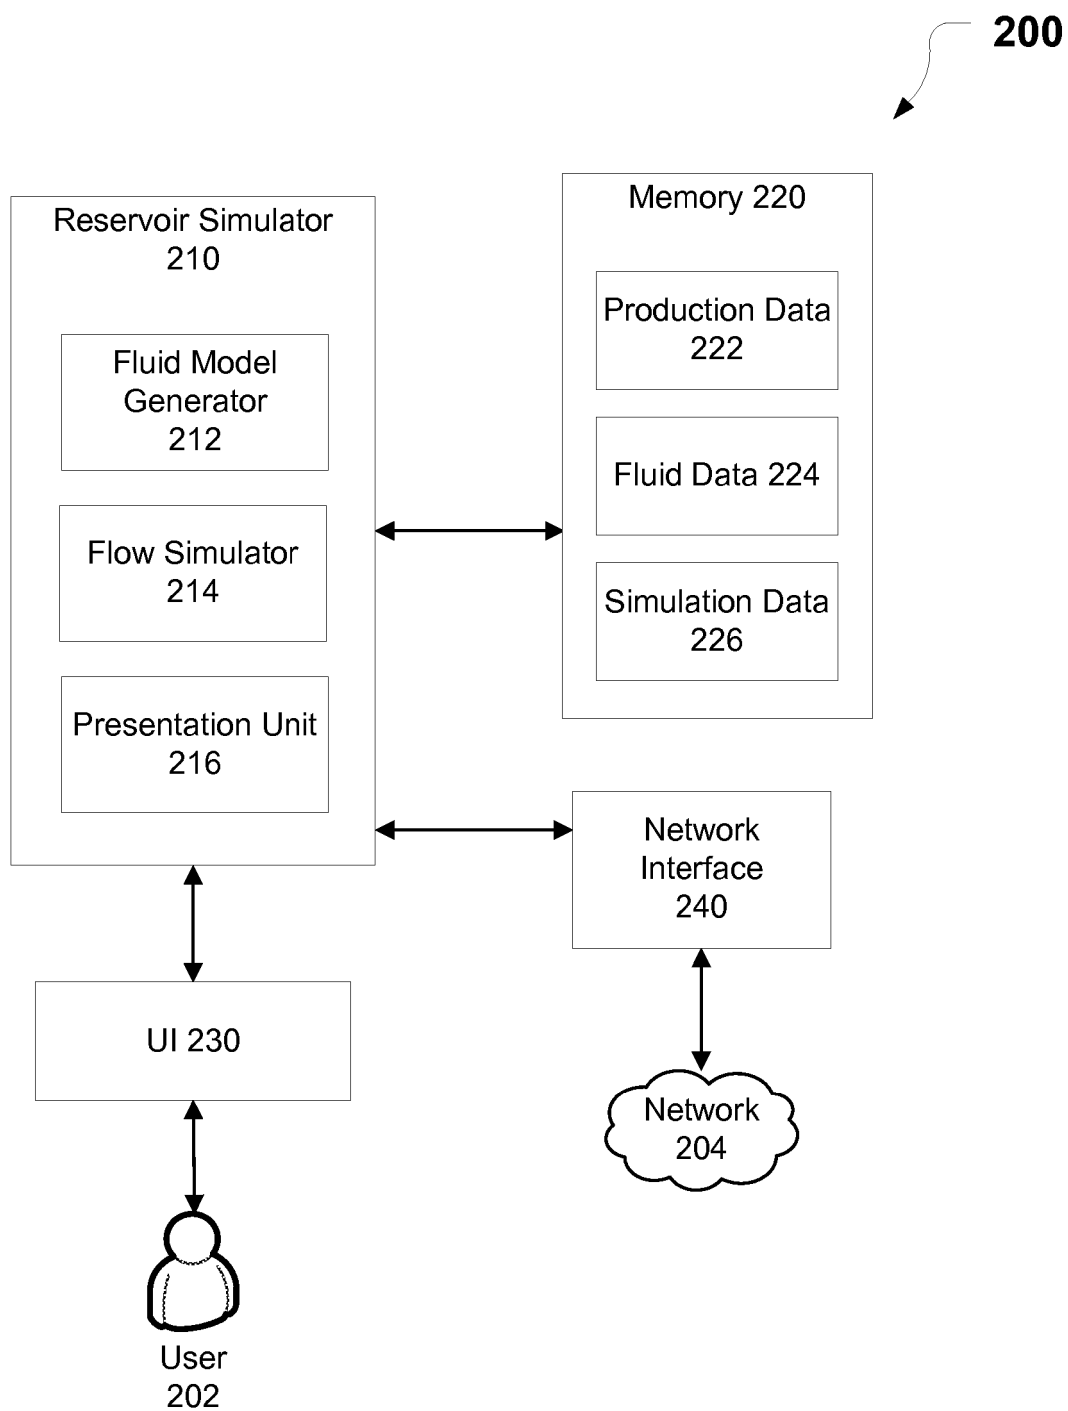 200
Reservoir Simulator
210
Fluid Model
Generator
212
Flow Simulator
214
Presentation Unit
216
Memory 220
Production Data
222
Fluid Data 224
Simulation Data
226
Network
Interface
240
UI 230
Network
204
User
202